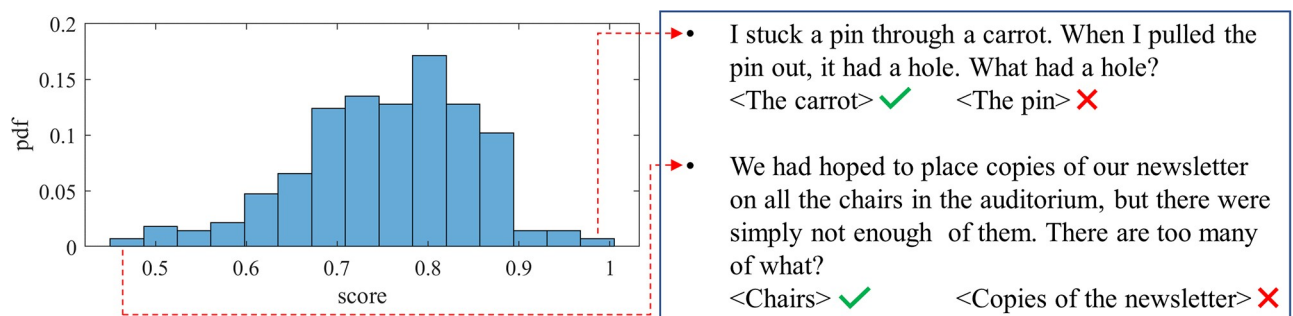 0.2
0.15
0.1
0.05
0
pdf
0.5 0.6 0.7 0.8 0.9 1
score
• I stuck a pin through a carrot. When I pulled the
pin out, it had a hole. What had a hole?
<The carrot> ✓ <The pin> ✗
• We had hoped to place copies of our newsletter
on all the chairs in the auditorium, but there were
simply not enough of them. There are too many
of what?
<Chairs> ✓ <Copies of the newsletter> ✗